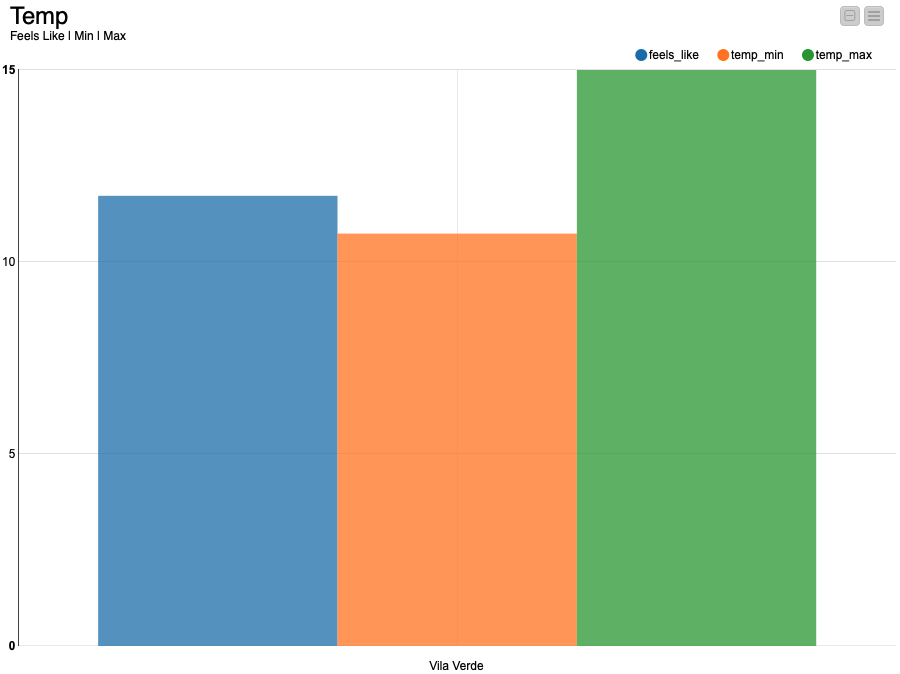 Temp
Feels Like | Min | Max
feels_like temp_min temp_max
15
10
5
0
Vila Verde